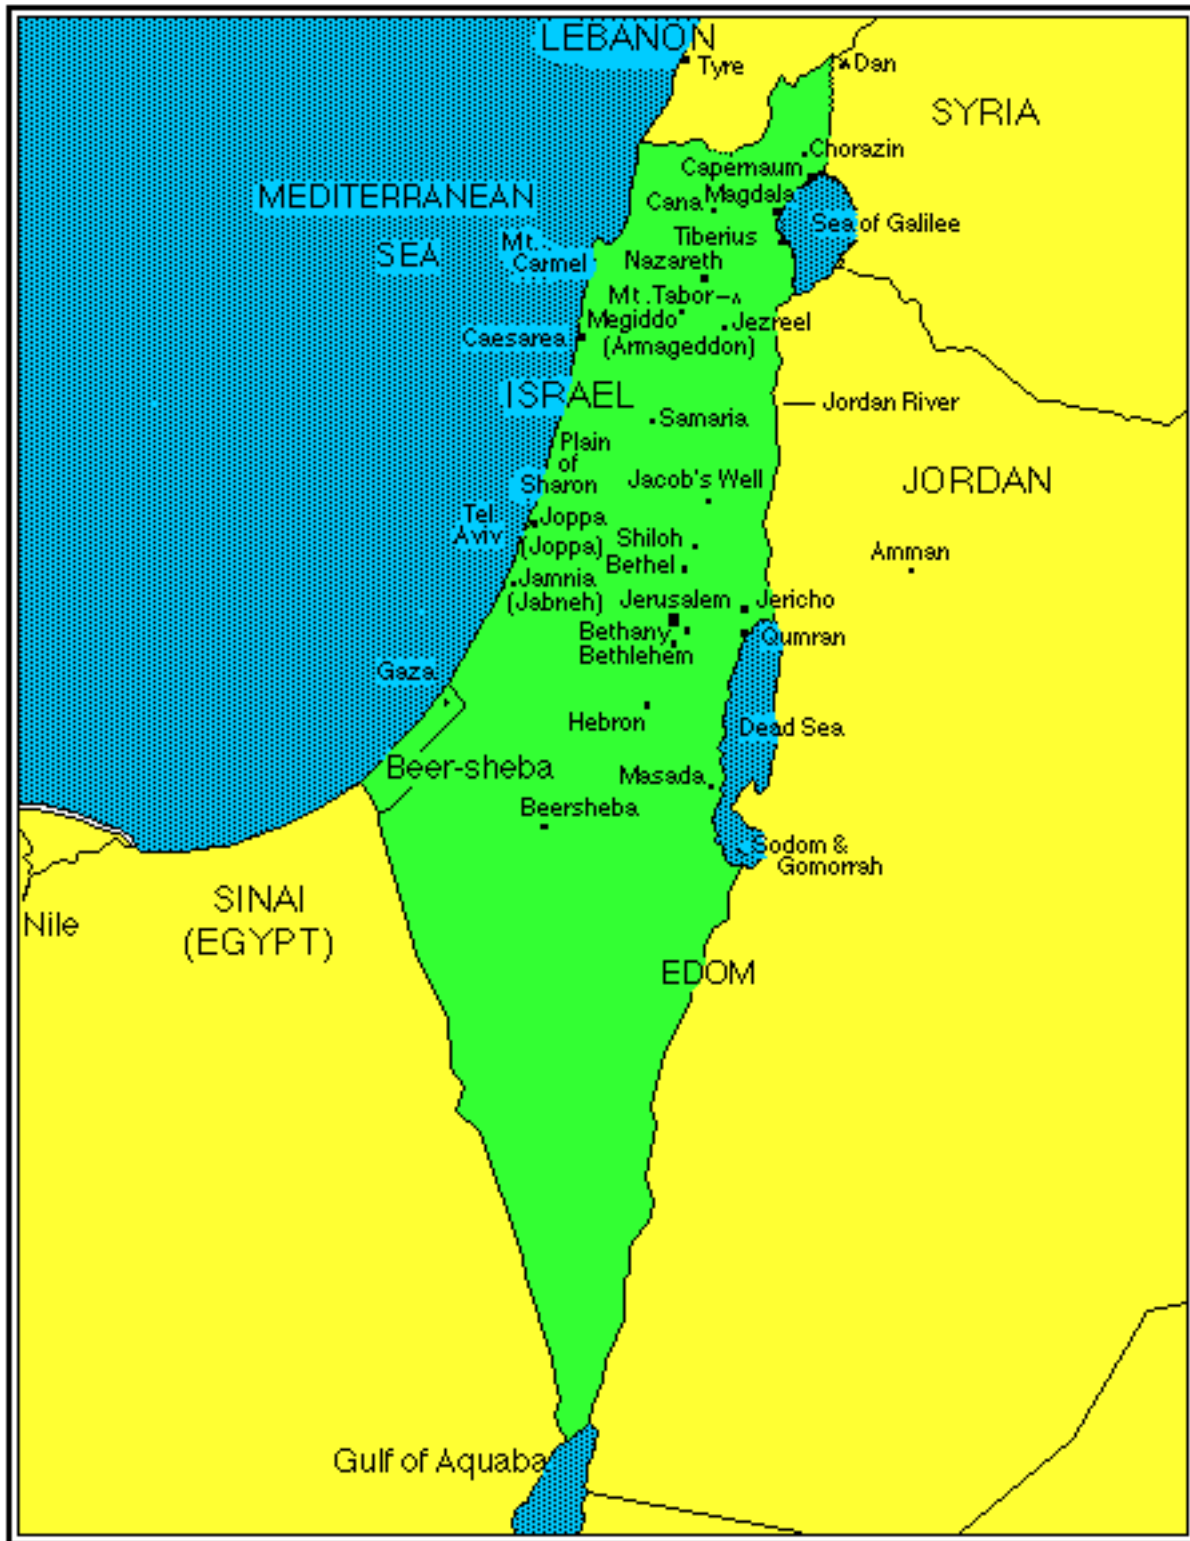 LEBANON
Tyre
Dan
SYRIA
Chorazin
Capernaum
MEDITERRANEAN
SEA
Magdala
Cana
Sea of Galilee
Tiberius
Mt.
Carmel
Nazareth
Mt. Tabor
Megiddo
Jezreel
(Armageddon)
Caesarea
ISRAEL
Jordan River
Samaria
Plain
of
Sharon
Jacob's Well
JORDAN
Tel
Aviv
Joppa
(Joppa)
Shiloh
Amman
Bethel
Jamnia
(Jabneh)
Jerusalem
Jericho
Bethany
Qumran
Bethlehem
Gaza
Hebron
Dead Sea
Beer-sheba
Masada
Beersheba
Sodom &
Gomorrah
SINAI
(EGYPT)
Nile
EDOM
Gulf of Aquaba